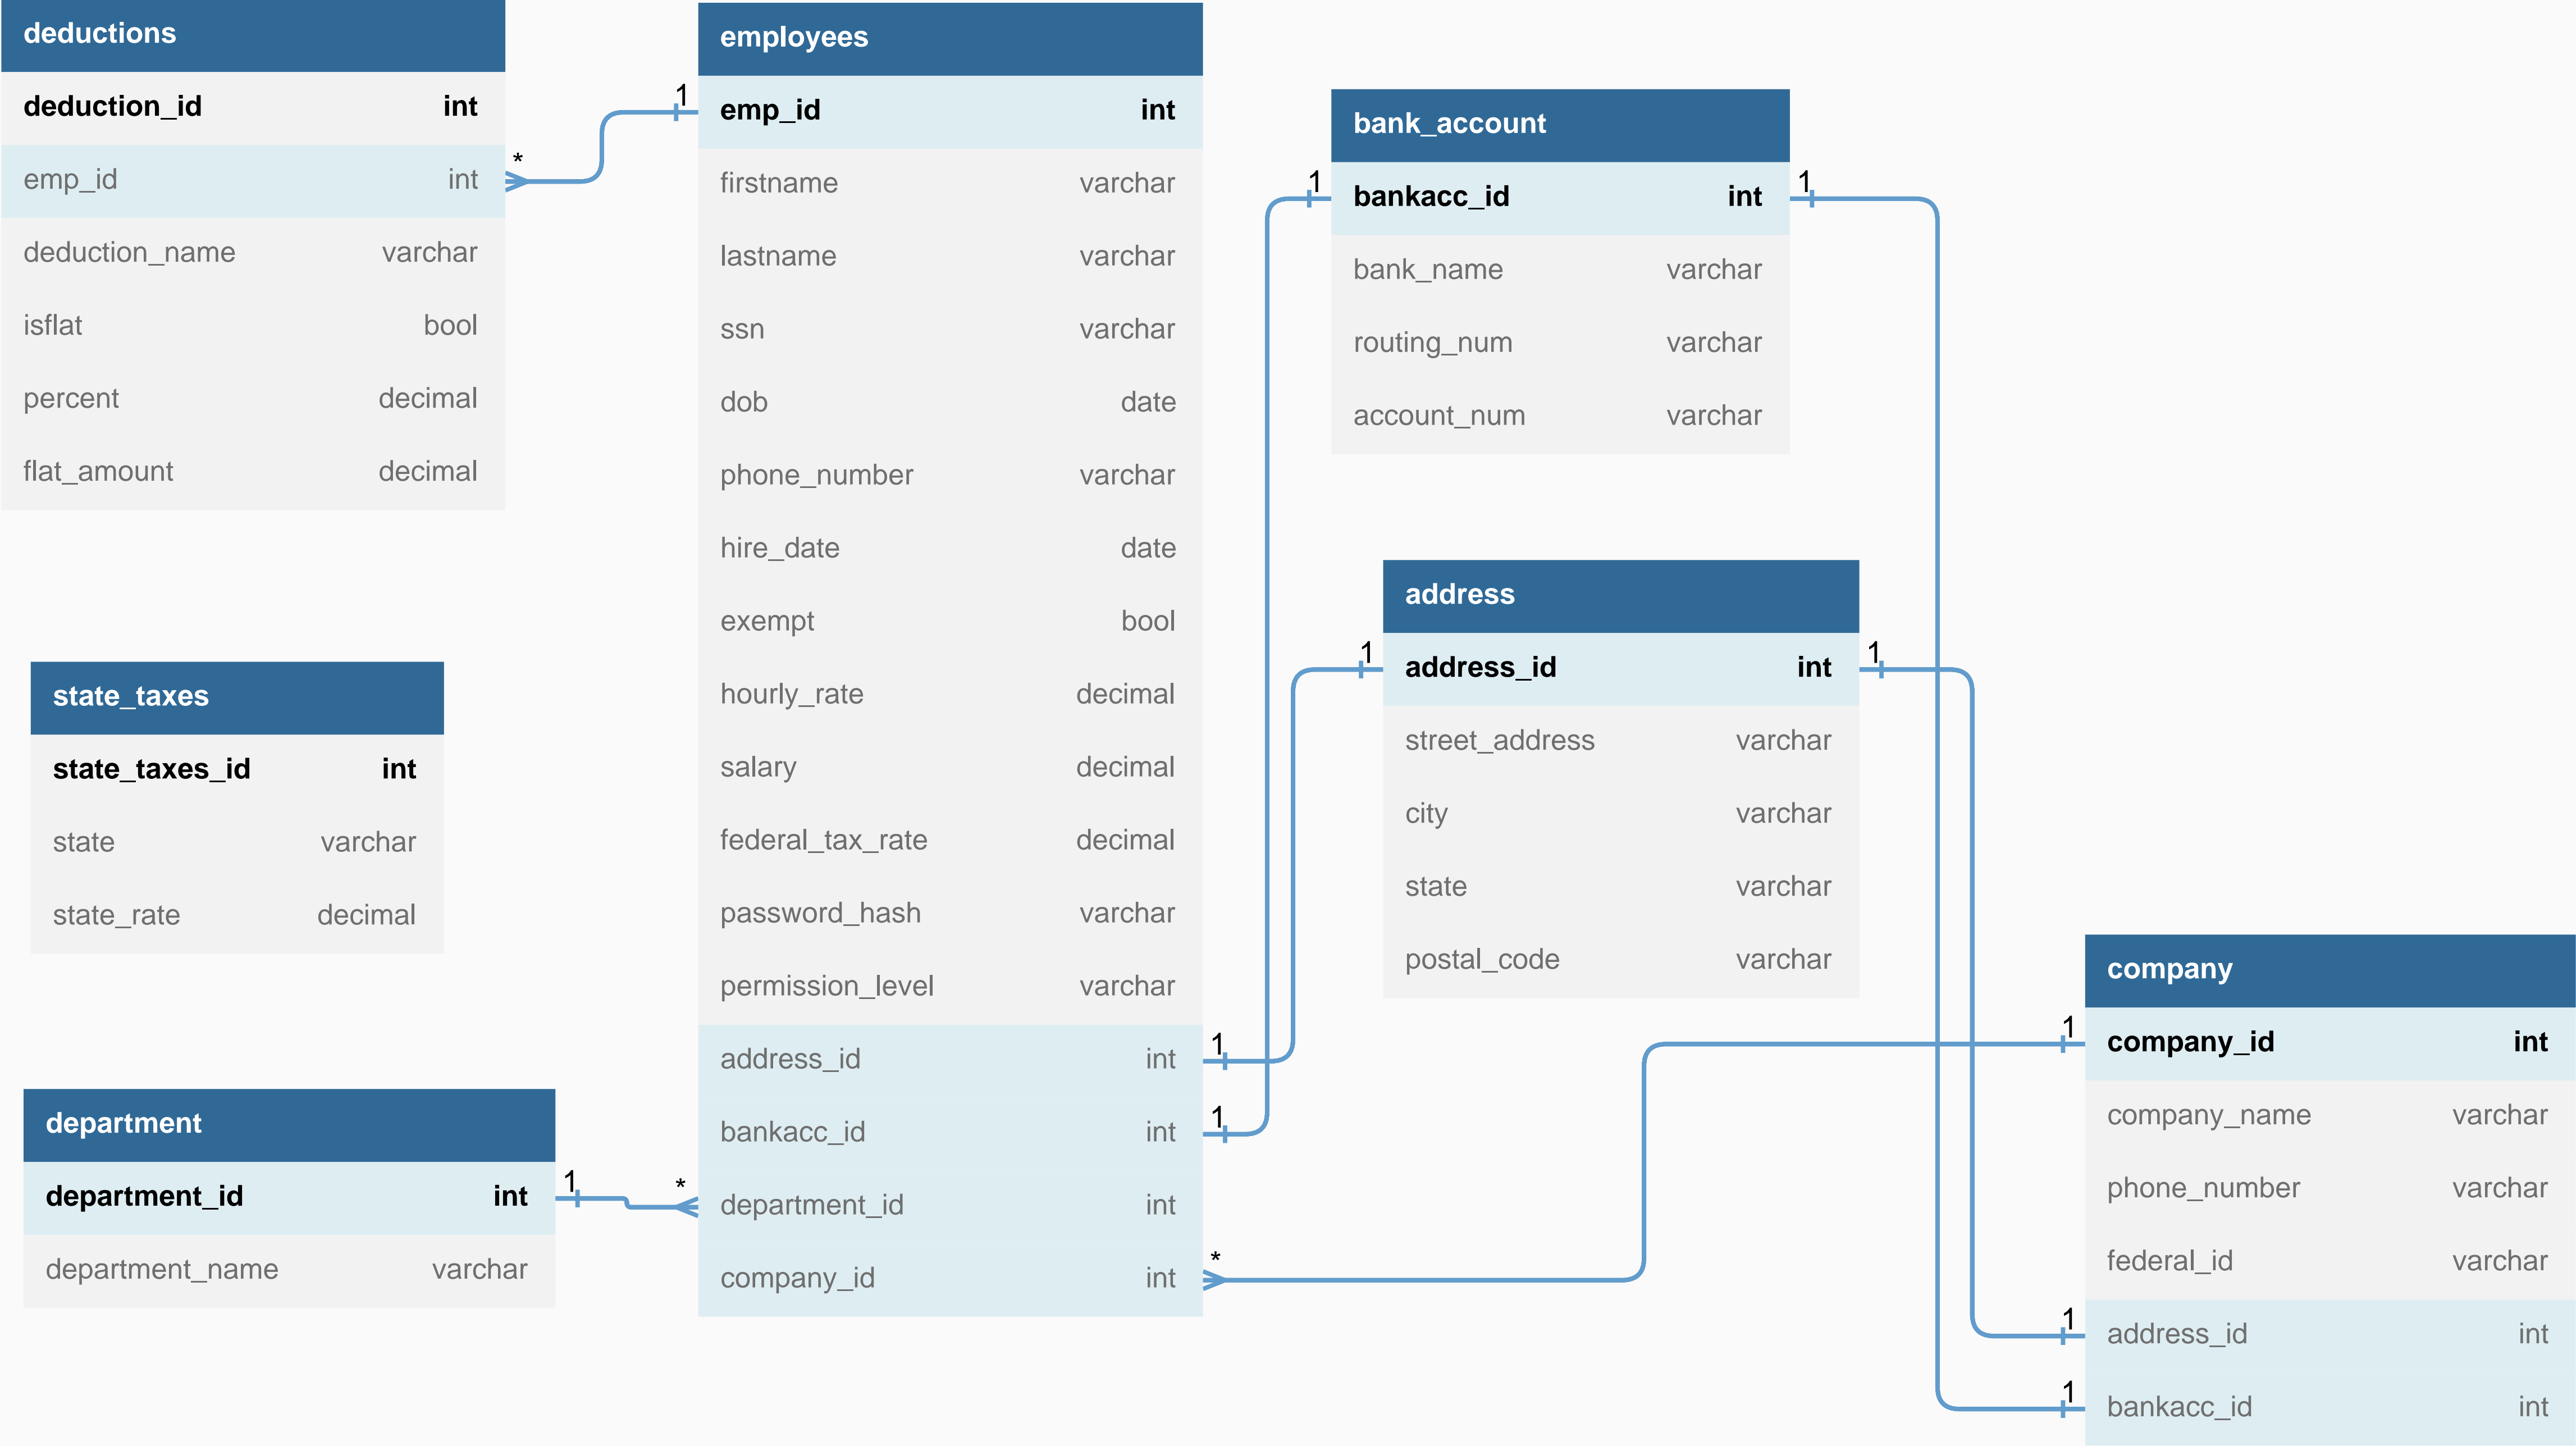 deductions
deduction_id int
emp_id int
deduction_name varchar
isflat bool
percent decimal
flat_amount decimal
*
1
employees
emp_id int
firstname varchar
lastname varchar
ssn varchar
dob date
phone_number varchar
hire_date date
exempt bool
hourly_rate decimal
salary decimal
federal_tax_rate decimal
password_hash varchar
permission_level varchar
address_id int
bankacc_id int
department_id int
company_id int
1
1
*
*
1
1
bank_account
bankacc_id int
bank_name varchar
routing_num varchar
account_num varchar
1
1
address
address_id int
street_address varchar
city varchar
state varchar
postal_code varchar
state_taxes
state_taxes_id int
state varchar
state_rate decimal
department
department_id int
department_name varchar
1
1
company
company_id int
company_name varchar
phone_number varchar
federal_id varchar
address_id int
bankacc_id int
1
1